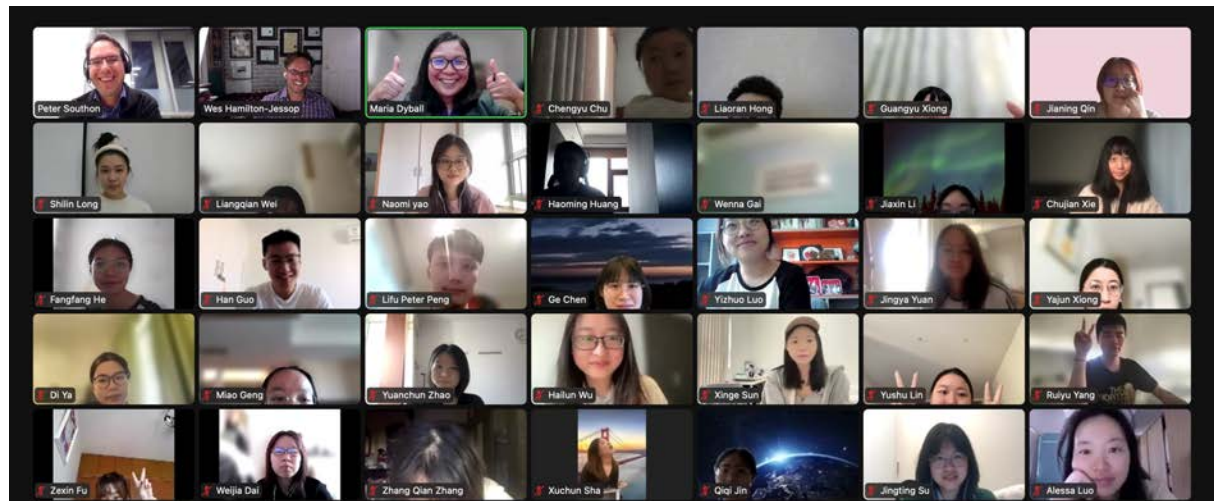 Peter Southon
Wes Hamilton-Jessop
Maria Dyball
Chengyu Chu
Liaoran Hong
Guangyu Xiong
Jianing Qin
Shilin Long
Liangqian Wei
Naomi yao
Haoming Huang
Wenna Gai
Jiaxin Li
Chujian Xie
Fangfang He
Han Guo
Lifu Peter Peng
Ge Chen
Yizhuo Luo
Jingya Yuan
Yajun Xiong
Di Ya
Miao Geng
Yuanchun Zhao
Hailun Wu
Xinge Sun
Yushu Lin
Ruiyu Yang
Zexin Fu
Weijia Dai
Zhang Qian Zhang
Xuchun Sha
Qiqi Jin
Jingting Su
Alessa Luo